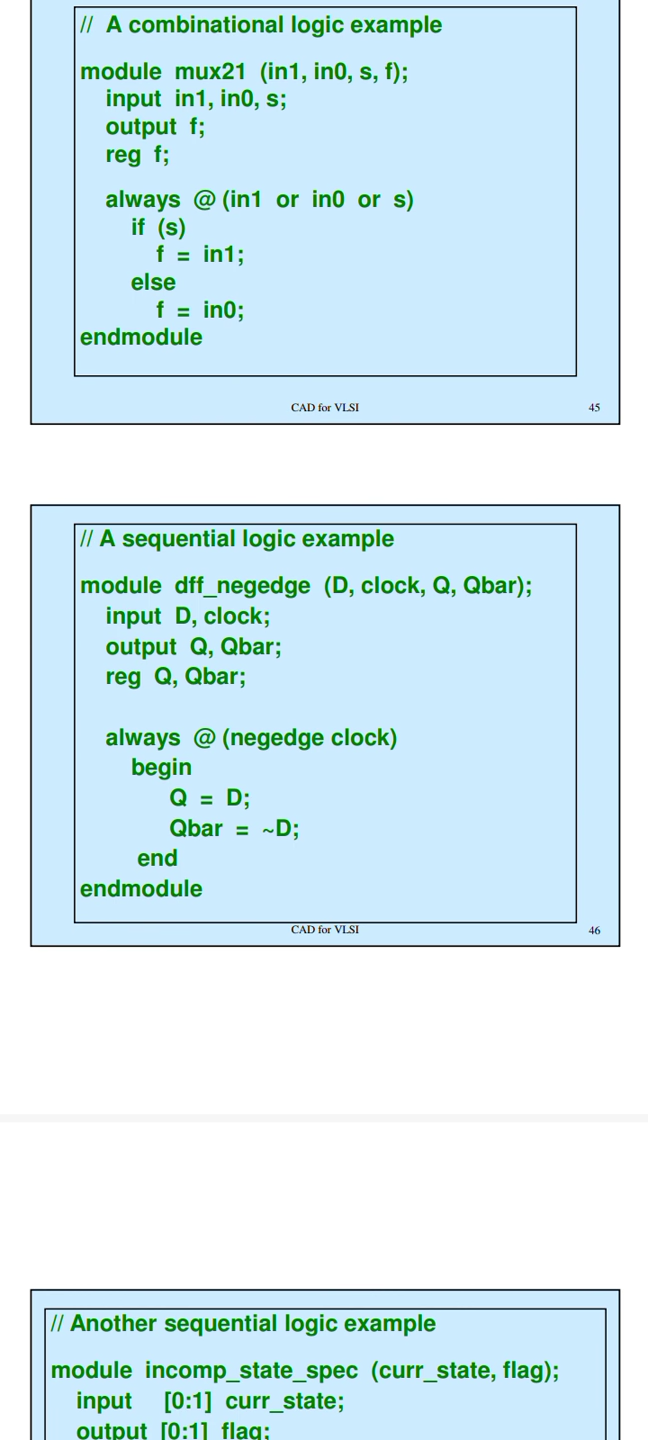 // A combinational logic example
module mux21 (in1, in0, s, f);
input in1, in0, s;
output f;
reg f;
always @ (in1 or in0 or s)
if (s)
f = in1;
else
f = in0;
endmodule
CAD for VLSI 45
// A sequential logic example
module dff_negedge (D, clock, Q, Qbar);
input D, clock;
output Q, Qbar;
reg Q, Qbar;
always @ (negedge clock)
begin
Q = D;
Qbar = ~D;
end
endmodule
CAD for VLSI 46
// Another sequential logic example
module incomp_state_spec (curr_state, flag);
input [0:1] curr_state;
output [0:1] flag;